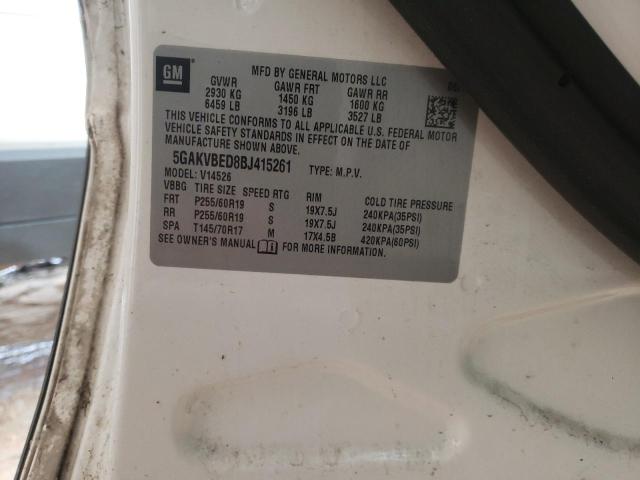 GM
MFD BY GENERAL MOTORS LLC
GVWR GAWR FRT GAWR RR
2930 KG 1450 KG 1600 KG
6459 LB 3196 LB 3527 LB
THIS VEHICLE CONFORMS TO ALL APPLICABLE U.S. FEDERAL MOTOR
VEHICLE SAFETY STANDARDS IN EFFECT ON THE DATE OF
MANUFACTURE SHOWN ABOVE.
5GAKVBED8BJ415261 TYPE: M.P.V.
MODEL: V14526
VBBG TIRE SIZE SPEED RTG RIM COLD TIRE PRESSURE
FRT P255/60R19 S 19X7.5J 240KPA(35PSI)
RR P255/60R19 S 19X7.5J 240KPA(35PSI)
SPA T145/70R17 M 17X4.5B 420KPA(60PSI)
SEE OWNER'S MANUAL FOR MORE INFORMATION.